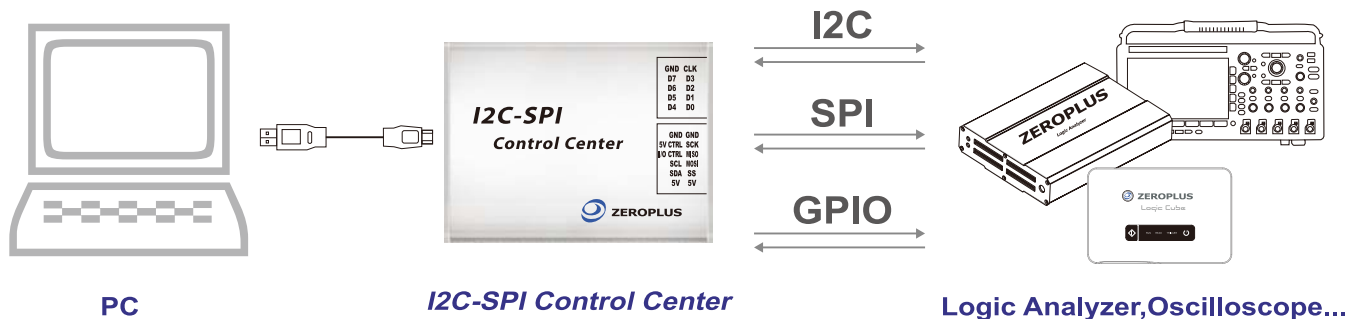 I2C-SPI
Control Center
GND CLK
D7 D3
D6 D2
D5 D1
D4 D0
GND GND
5V CTRL SCK
I/O CTRL MISO
SCL MOSI
SDA SS
5V 5V
ZEROPLUS
I2C
SPI
GPIO
ZEROPLUS
Logic Analyzer
ZEROPLUS
Logic Cube
PC
I2C-SPI Control Center
Logic Analyzer,Oscilloscope...